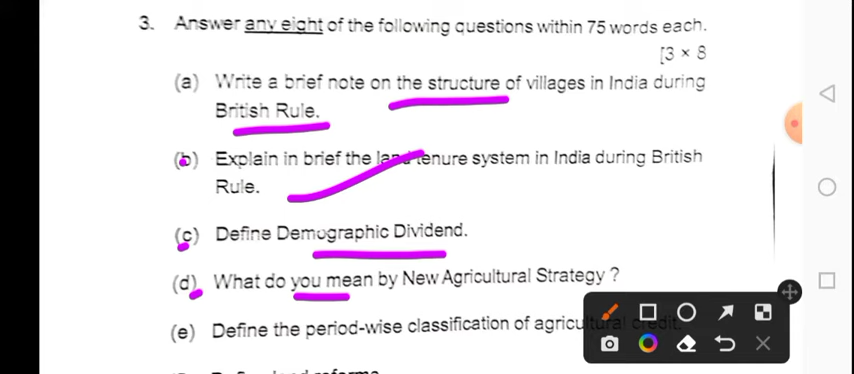 3. Answer any eight of the following questions within 75 words each.
[3 × 8
(a) Write a brief note on the structure of villages in India during
British Rule.
(b) Explain in brief the land tenure system in India during British
Rule.
(c) Define Demographic Dividend.
(d) What do you mean by New Agricultural Strategy ?
(e) Define the period-wise classification of agricultural credit.